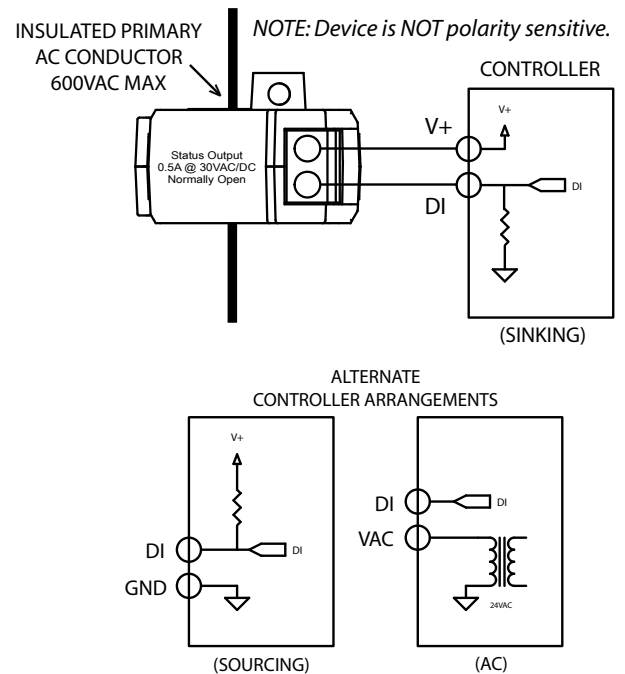 INSULATED PRIMARY
AC CONDUCTOR
600VAC MAX
NOTE: Device is NOT polarity sensitive.
CONTROLLER
V+
V+
Status Output
0.5A @ 30VAC/DC
Normally Open
DI
DI
(SINKING)
ALTERNATE
CONTROLLER ARRANGEMENTS
V+
DI
DI
GND
(SOURCING)
DI
DI
VAC
24VAC
(AC)